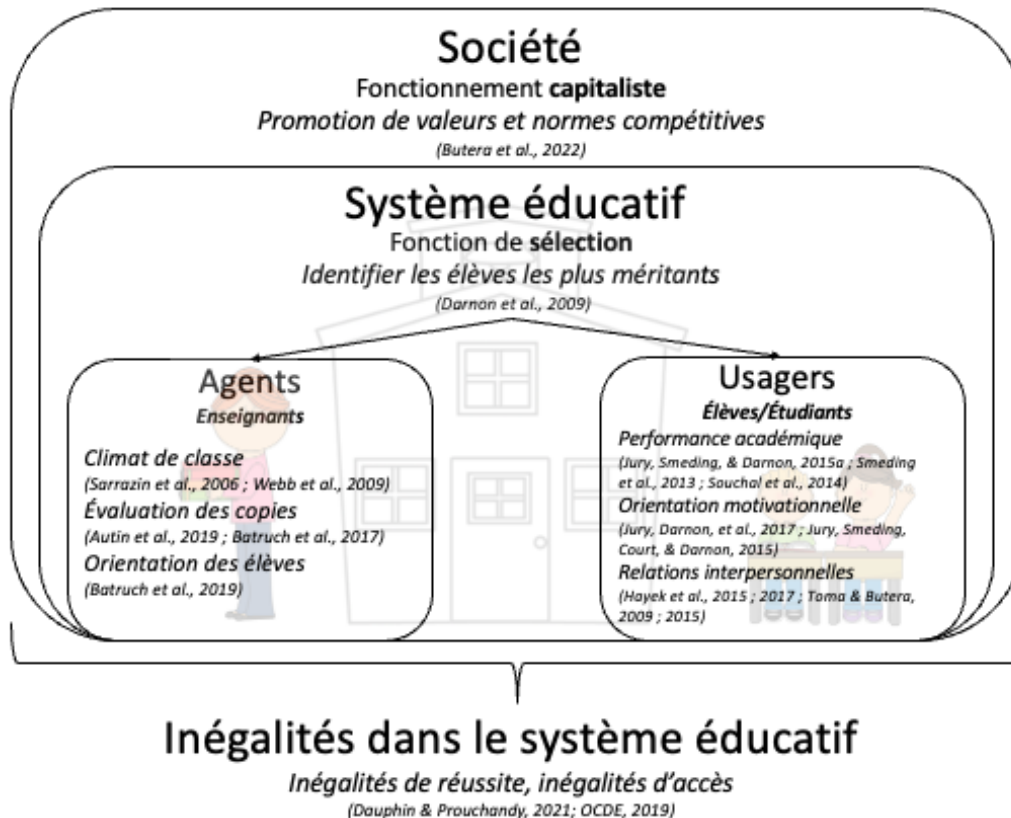 Société
Fonctionnement capitaliste
Promotion de valeurs et normes compétitives
(Butera et al., 2022)
Système éducatif
Fonction de sélection
Identifier les élèves les plus méritants
(Darnon et al., 2009)
Agents
Enseignants
Climat de classe
(Sarrazin et al., 2006 ; Webb et al., 2009)
Évaluation des copies
(Autin et al., 2019 ; Batruch et al., 2017)
Orientation des élèves
(Batruch et al., 2019)
Usagers
Élèves/Étudiants
Performance académique
(Jury, Smeding, & Darnon, 2015a ; Smeding
et al., 2013 ; Souchal et al., 2014)
Orientation motivationnelle
(Jury, Darnon, et al., 2017 ; Jury, Smeding,
Court, & Darnon, 2015)
Relations interpersonnelles
(Hayek et al., 2015 ; 2017 ; Toma & Butera,
2009 ; 2015)
Inégalités dans le système éducatif
Inégalités de réussite, inégalités d'accès
(Dauphin & Prouchandy, 2021; OCDE, 2019)